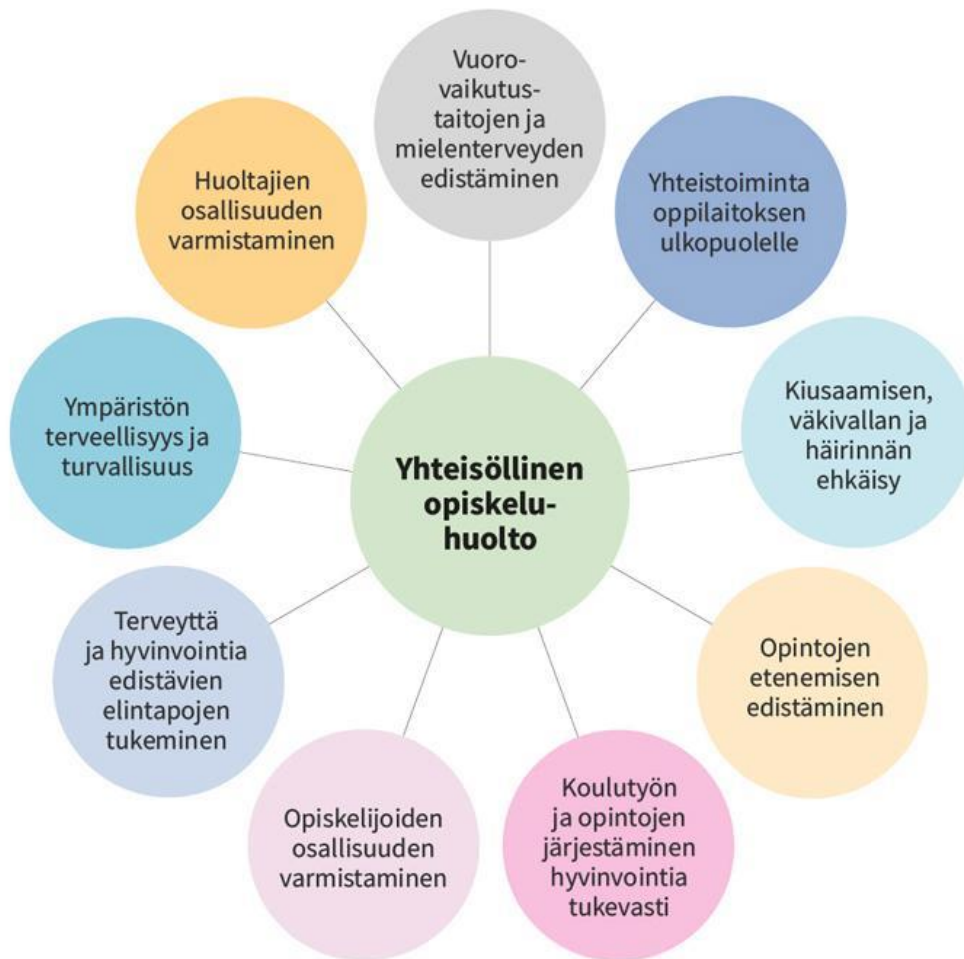 Vuoro-
vaikutus-
taitojen ja
mielenterveyden
edistäminen
Yhteistoiminta
oppilaitoksen
ulkopuolelle
Kiusaamisen,
väkivallan ja
häirinnän
ehkäisy
Opintojen
etenemisen
edistäminen
Koulutyön
ja opintojen
järjestäminen
hyvinvointia
tukevasti
Opiskelijoiden
osallisuuden
varmistaminen
Terveyttä
ja hyvinvointia
edistävien
elintapojen
tukeminen
Ympäristön
terveellisyys ja
turvallisuus
Huoltajien
osallisuuden
varmistaminen
Yhteisöllinen
opiskelu-
huolto